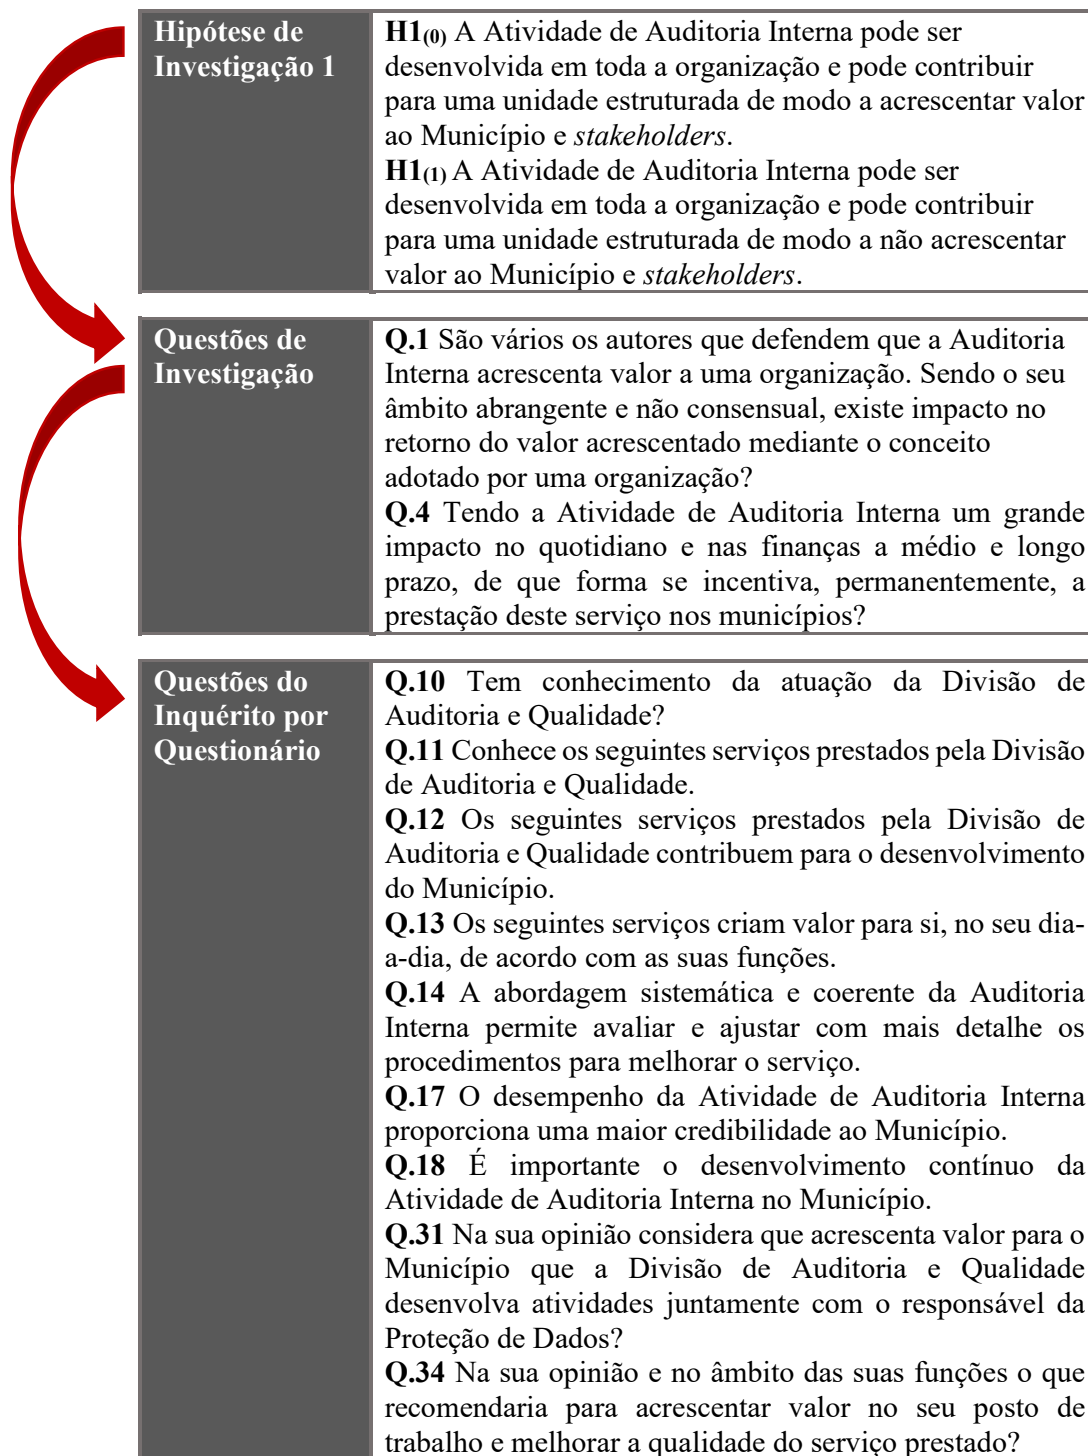 Hipótese de
Investigação 1
H1(0) A Atividade de Auditoria Interna pode ser
desenvolvida em toda a organização e pode contribuir
para uma unidade estruturada de modo a acrescentar valor
ao Município e stakeholders.
H1(1) A Atividade de Auditoria Interna pode ser
desenvolvida em toda a organização e pode contribuir
para uma unidade estruturada de modo a não acrescentar
valor ao Município e stakeholders.
Questões de
Investigação
Q.1 São vários os autores que defendem que a Auditoria
Interna acrescenta valor a uma organização. Sendo o seu
âmbito abrangente e não consensual, existe impacto no
retorno do valor acrescentado mediante o conceito
adotado por uma organização?
Q.4 Tendo a Atividade de Auditoria Interna um grande
impacto no quotidiano e nas finanças a médio e longo
prazo, de que forma se incentiva, permanentemente, a
prestação deste serviço nos municípios?
Questões do
Inquérito por
Questionário
Q.10 Tem conhecimento da atuação da Divisão de
Auditoria e Qualidade?
Q.11 Conhece os seguintes serviços prestados pela Divisão
de Auditoria e Qualidade.
Q.12 Os seguintes serviços prestados pela Divisão de
Auditoria e Qualidade contribuem para o desenvolvimento
do Município.
Q.13 Os seguintes serviços criam valor para si, no seu dia-
a-dia, de acordo com as suas funções.
Q.14 A abordagem sistemática e coerente da Auditoria
Interna permite avaliar e ajustar com mais detalhe os
procedimentos para melhorar o serviço.
Q.17 O desempenho da Atividade de Auditoria Interna
proporciona uma maior credibilidade ao Município.
Q.18 É importante o desenvolvimento contínuo da
Atividade de Auditoria Interna no Município.
Q.31 Na sua opinião considera que acrescenta valor para o
Município que a Divisão de Auditoria e Qualidade
desenvolva atividades juntamente com o responsável da
Proteção de Dados?
Q.34 Na sua opinião e no âmbito das suas funções o que
recomendaria para acrescentar valor no seu posto de
trabalho e melhorar a qualidade do serviço prestado?